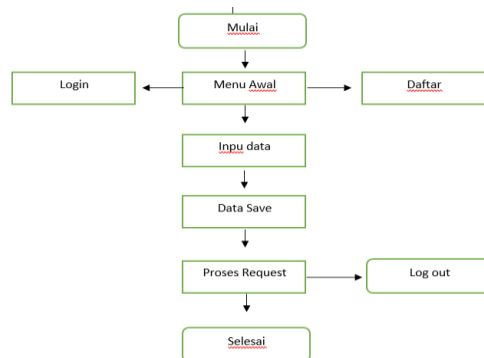 Mulai
Login
Menu Awal
Daftar
Inpu data
Data Save
Proses Request
Log out
Selesai